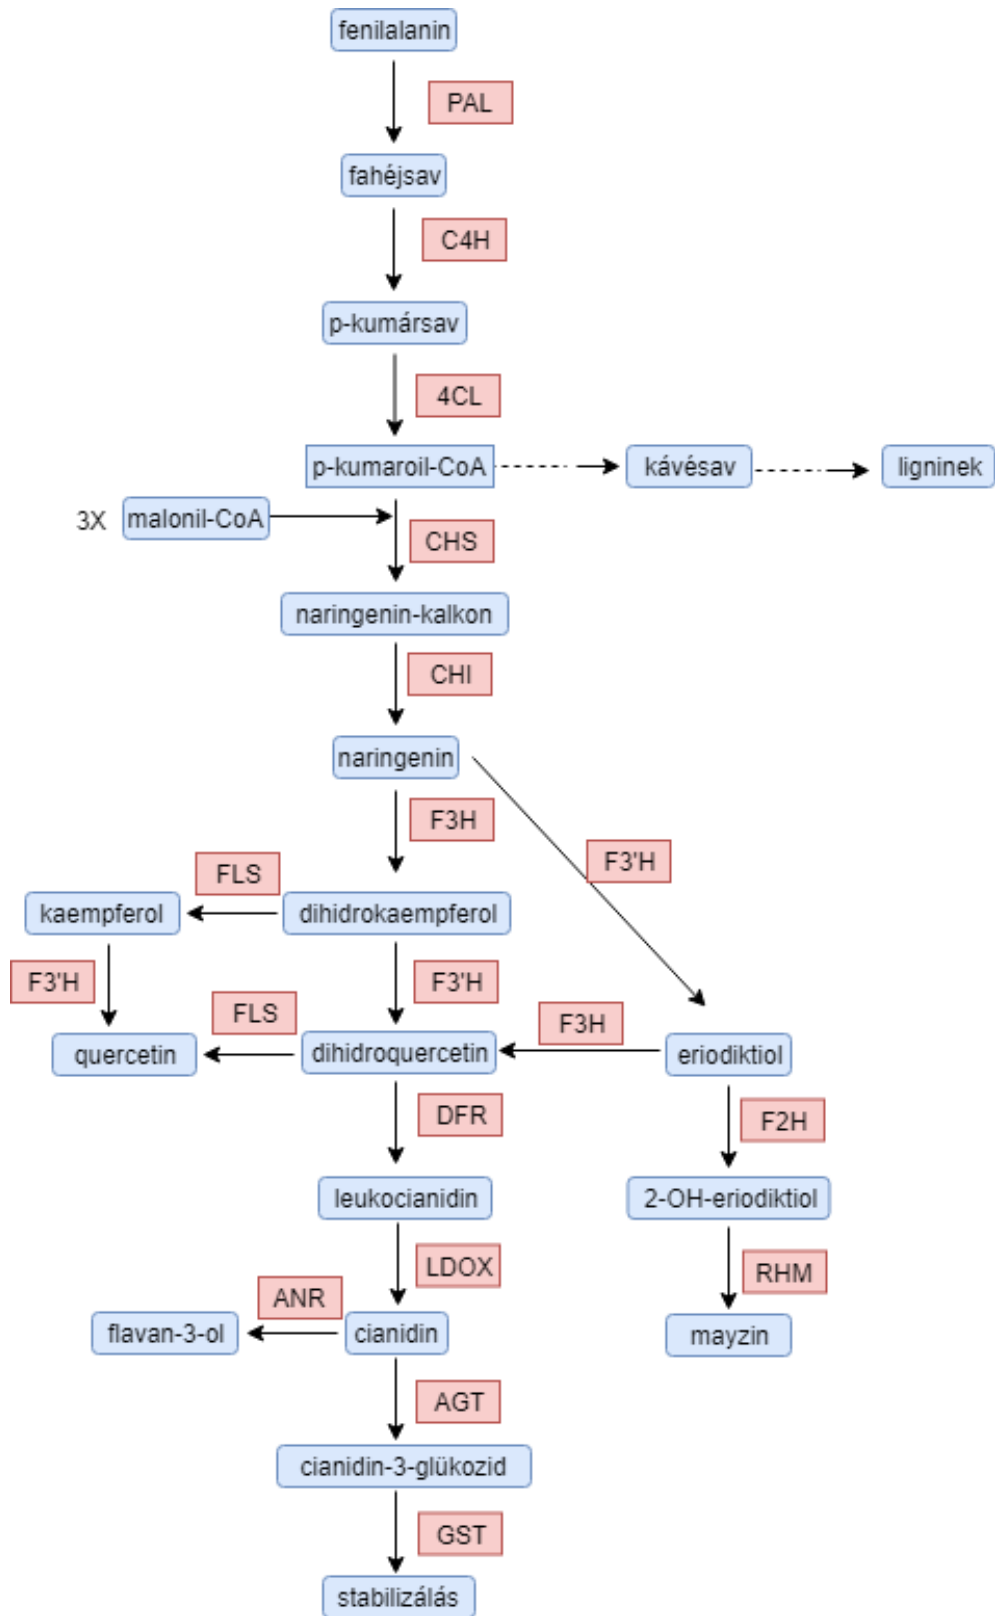 fenilalanin
PAL
fahéjsav
C4H
p-kumársav
4CL
p-kumaroil-CoA
kávésav
ligninek
3X
malonil-CoA
CHS
naringenin-kalkon
CHI
naringenin
F3H
F3'H
FLS
kaempferol
dihidrokaempferol
F3'H
F3'H
FLS
F3H
quercetin
dihidroquercetin
eriodiktiol
DFR
F2H
leukocianidin
2-OH-eriodiktiol
LDOX
RHM
ANR
flavan-3-ol
cianidin
mayzin
AGT
cianidin-3-glükozid
GST
stabilizálás